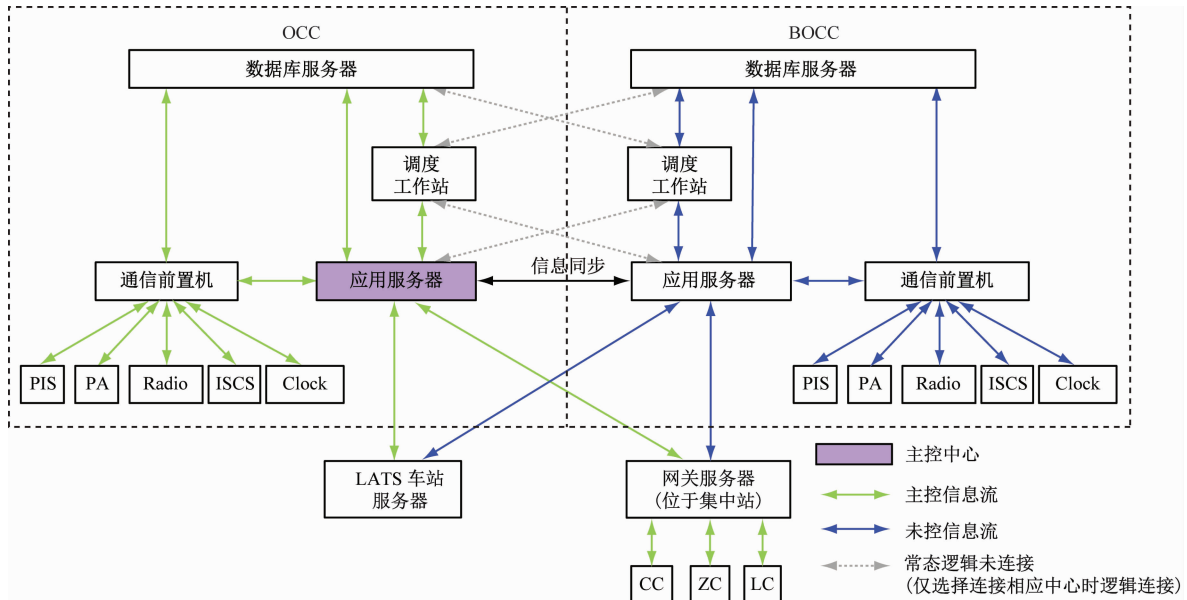 OCC
BOCC
数据库服务器
数据库服务器
调度
工作站
调度
工作站
信息同步
通信前置机
应用服务器
应用服务器
通信前置机
PIS
PA
Radio
ISCS
Clock
PIS
PA
Radio
ISCS
Clock
LATS 车站
服务器
网关服务器
(位于集中站)
CC
ZC
LC
主控中心
主控信息流
未控信息流
常态逻辑未连接
(仅选择连接相应中心时逻辑连接)